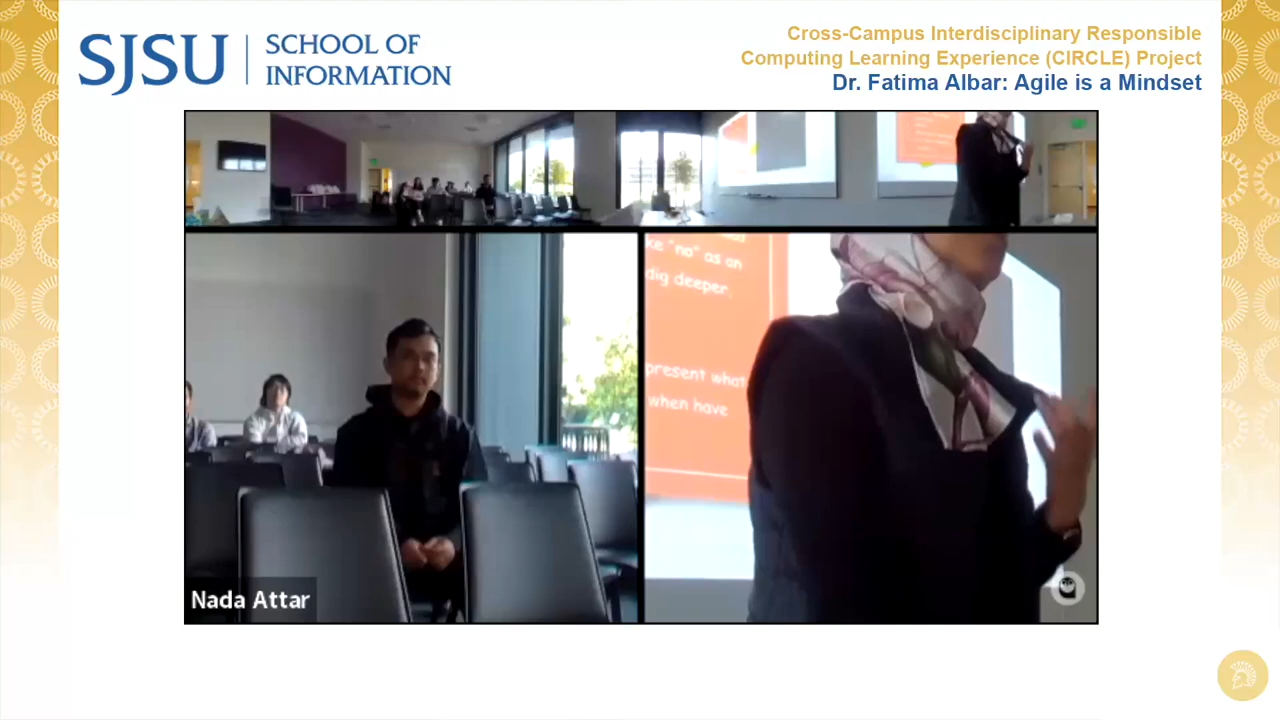 SJSU
SCHOOL OF
INFORMATION
Cross-Campus Interdisciplinary Responsible
Computing Learning Experience (CIRCLE) Project
Dr. Fatima Albar: Agile is a Mindset
ke "no" as an
dig deeper.
present what
when have
Nada Attar